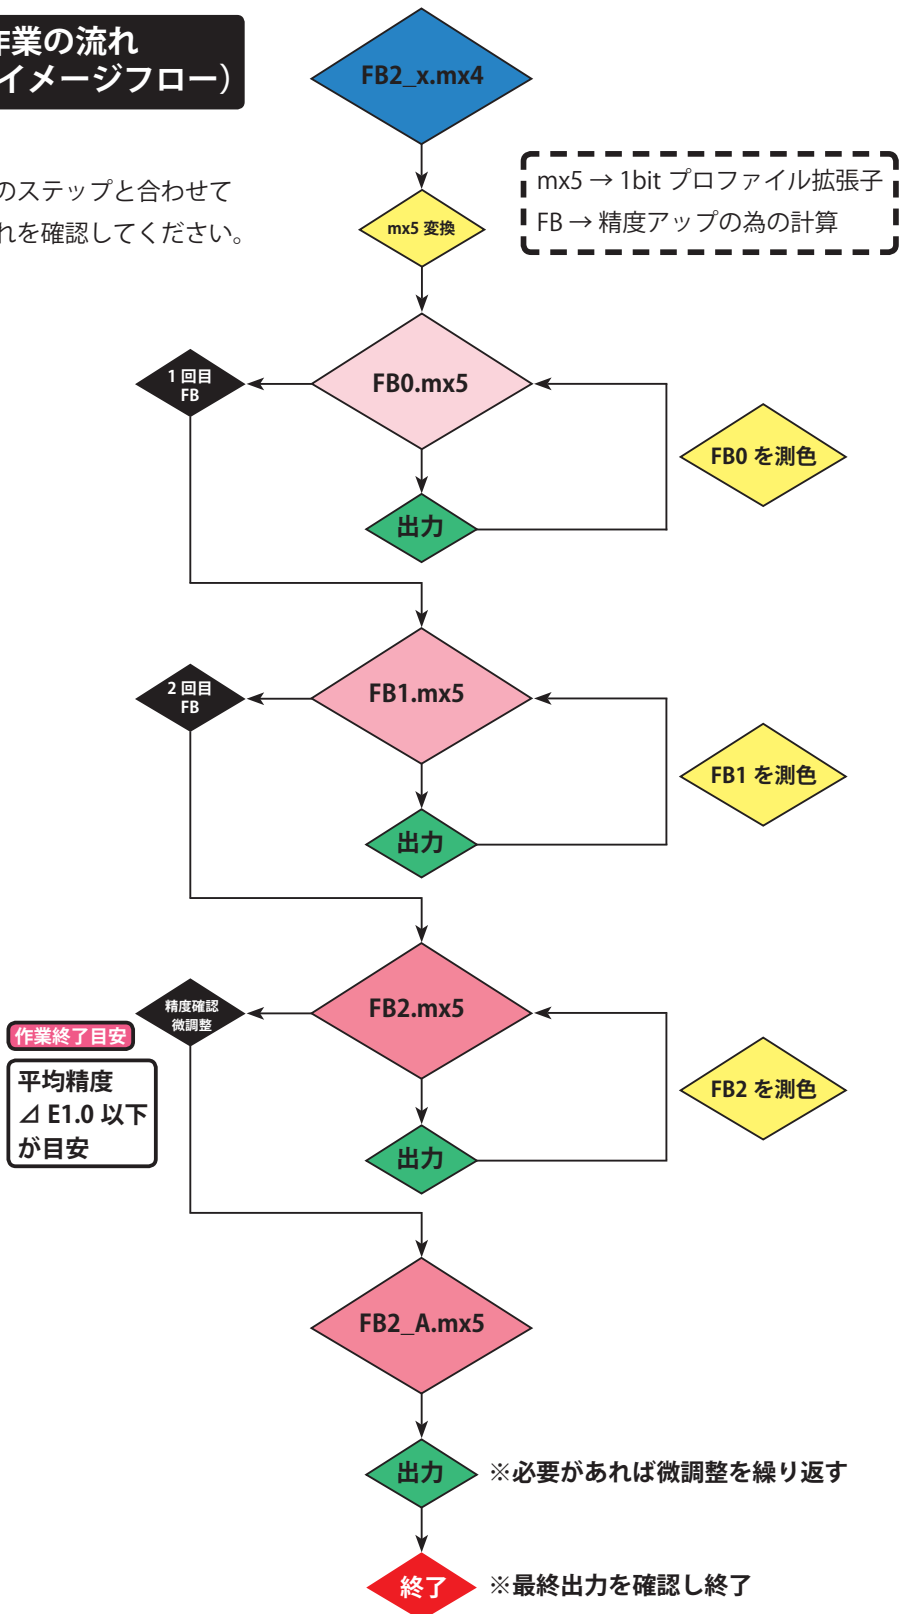 作業の流れ
イメージフロー）
のステップと合わせて
れを確認してください。
FB2_x.mx4
mx5 → 1bit プロファイル拡張子
FB → 精度アップの為の計算
mx5 変換
1 回目
FB
FB0.mx5
FB0 を測色
出力
2 回目
FB
FB1.mx5
FB1 を測色
出力
精度確認
微調整
FB2.mx5
作業終了目安
平均精度
⊿ E1.0 以下
が目安
FB2 を測色
出力
FB2_A.mx5
出力
※必要があれば微調整を繰り返す
終了
※最終出力を確認し終了